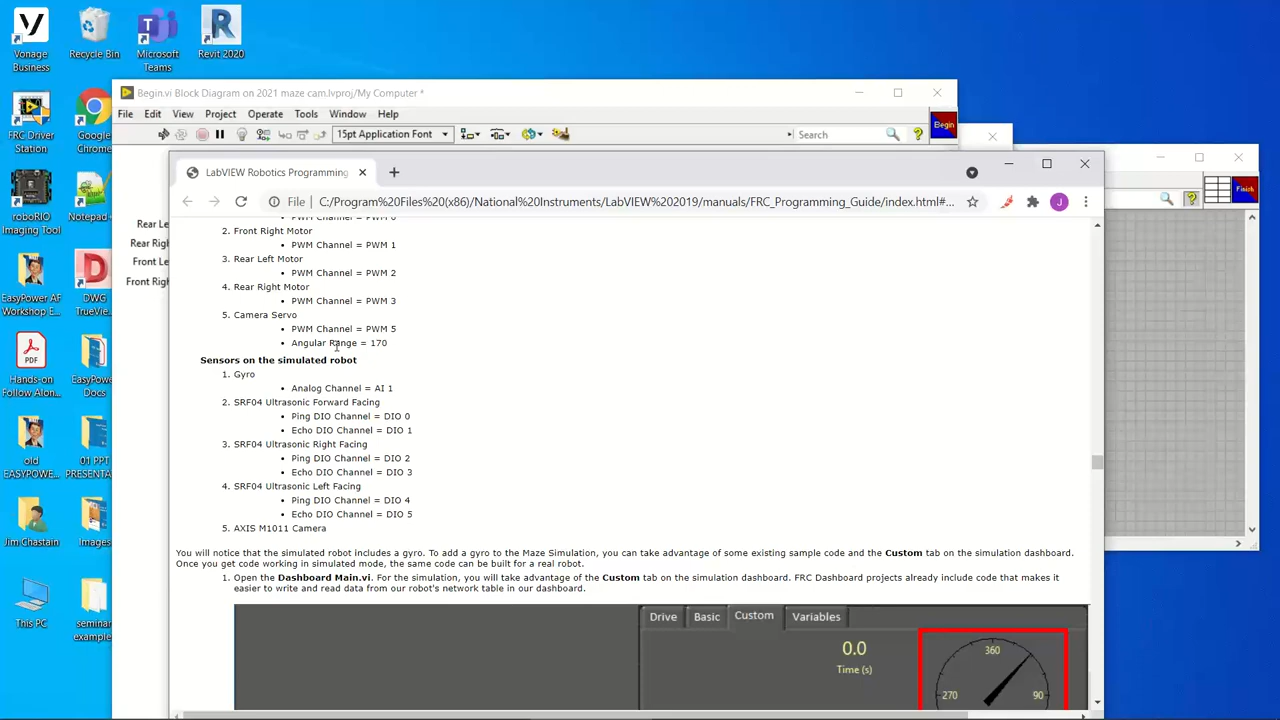 Vonage Business
Recycle Bin
Microsoft Teams
Revit 2020
FRC Driver Station
Google Chrome
roboRIO Imaging Tool
Notepad+
EasyPower AF Workshop E...
DWG TrueVie...
Hands-on Follow Alon...
EasyPow... Docs
old EASYPOWE...
01 PPT PRESENTA
Jim Chastain
Images
This PC
seminar example
Begin.vi Block Diagram on 2021 maze cam.lvproj/My Computer *
File Edit View Project Operate Tools Window Help
15pt Application Font
Search
Begin
Finish
Rear Le
Rear Righ
Front Le
Front Righ
LabVIEW Robotics Programming
File | C:/Program%20Files%20(x86)/National%20Instruments/LabVIEW%202019/manuals/FRC_Programming_Guide/index.html#...
J
PWM Channel = PWM 0
2. Front Right Motor
• PWM Channel = PWM 1
3. Rear Left Motor
• PWM Channel = PWM 2
4. Rear Right Motor
• PWM Channel = PWM 3
5. Camera Servo
• PWM Channel = PWM 5
• Angular Range = 170
Sensors on the simulated robot
1. Gyro
• Analog Channel = AI 1
2. SRF04 Ultrasonic Forward Facing
• Ping DIO Channel = DIO 0
• Echo DIO Channel = DIO 1
3. SRF04 Ultrasonic Right Facing
• Ping DIO Channel = DIO 2
• Echo DIO Channel = DIO 3
4. SRF04 Ultrasonic Left Facing
• Ping DIO Channel = DIO 4
• Echo DIO Channel = DIO 5
5. AXIS M1011 Camera
You will notice that the simulated robot includes a gyro. To add a gyro to the Maze Simulation, you can take advantage of some existing sample code and the Custom tab on the simulation dashboard.
Once you get code working in simulated mode, the same code can be built for a real robot.
1. Open the Dashboard Main.vi. For the simulation, you will take advantage of the Custom tab on the simulation dashboard. FRC Dashboard projects already include code that makes it
easier to write and read data from our robot's network table in our dashboard.
Drive Basic Custom Variables
0.0
Time (s)
360
270
90